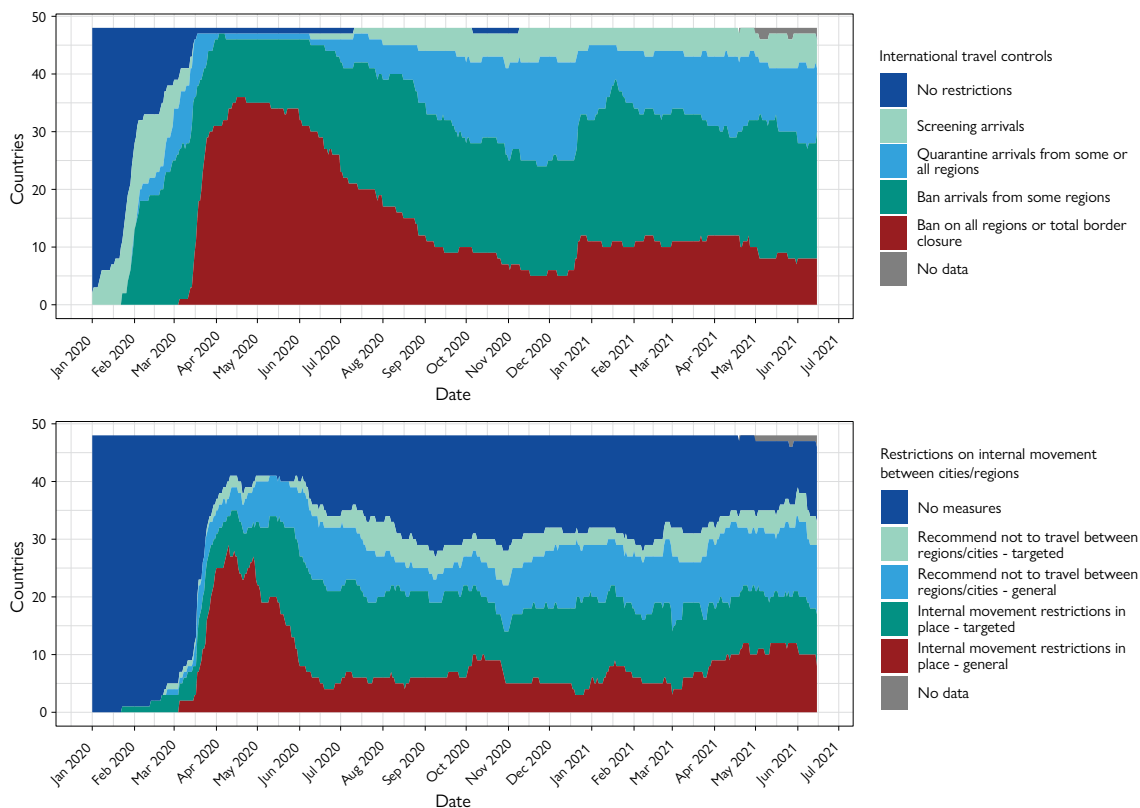 50
40
30
20
10
0
Countries
Jan 2020
Feb 2020
Mar 2020
Apr 2020
May 2020
Jun 2020
Jul 2020
Aug 2020
Sep 2020
Oct 2020
Nov 2020
Dec 2020
Jan 2021
Feb 2021
Mar 2021
Apr 2021
May 2021
Jun 2021
Jul 2021
Date
International travel controls
No restrictions
Screening arrivals
Quarantine arrivals from some or
all regions
Ban arrivals from some regions
Ban on all regions or total border
closure
No data
50
40
30
20
10
0
Countries
Jan 2020
Feb 2020
Mar 2020
Apr 2020
May 2020
Jun 2020
Jul 2020
Aug 2020
Sep 2020
Oct 2020
Nov 2020
Dec 2020
Jan 2021
Feb 2021
Mar 2021
Apr 2021
May 2021
Jun 2021
Jul 2021
Date
Restrictions on internal movement
between cities/regions
No measures
Recommend not to travel between
regions/cities - targeted
Recommend not to travel between
regions/cities - general
Internal movement restrictions in
place - targeted
Internal movement restrictions in
place - general
No data